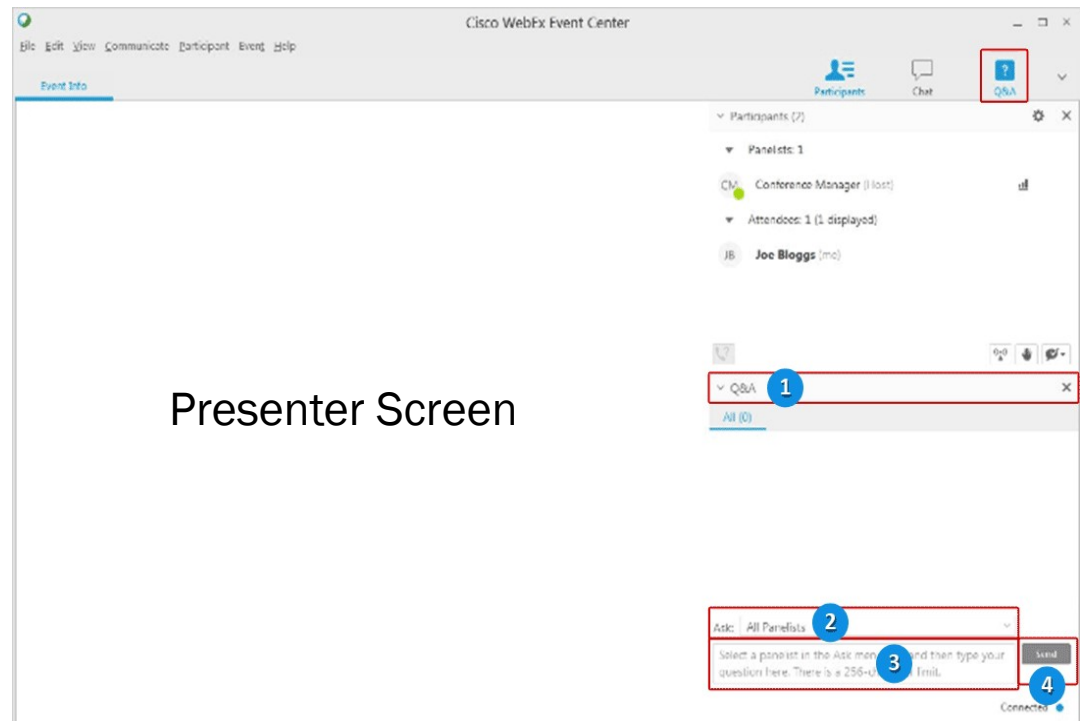 Cisco WebEx Event Center
File Edit View Communicate Participant Event Help
Event Info
Participants
Chat
?
Q&A
Participants (2)
Panelists: 1
CM Conference Manager (Host)
Attendees: 1 (1 displayed)
JB Joe Bloggs (me)
Q&A 1
All (0)
Presenter Screen
Ask: All Panelists 2
Select a panelist in the Ask and then type your
question here. There is a 256- limit.
3
Send
4
Connected